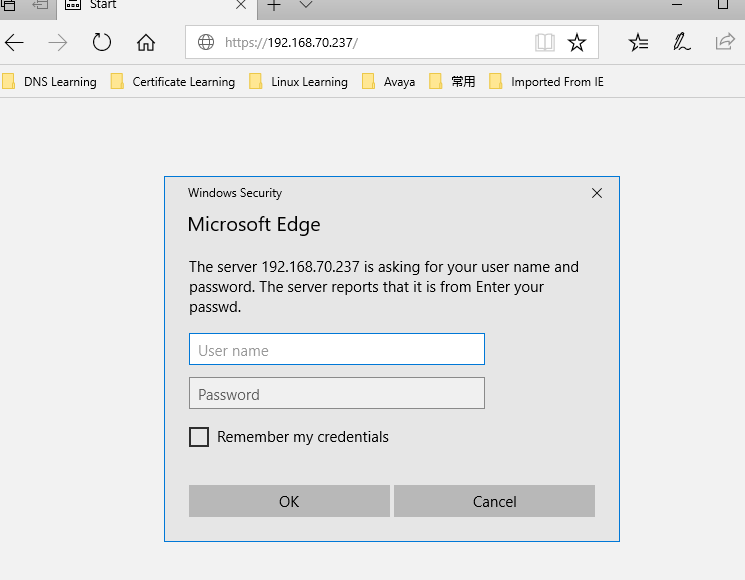 Start
https://192.168.70.237/
DNS Learning Certificate Learning Linux Learning Avaya 常用 Imported From IE
Windows Security
Microsoft Edge
The server 192.168.70.237 is asking for your user name and
password. The server reports that it is from Enter your
passwd.
User name
Password
Remember my credentials
OK Cancel